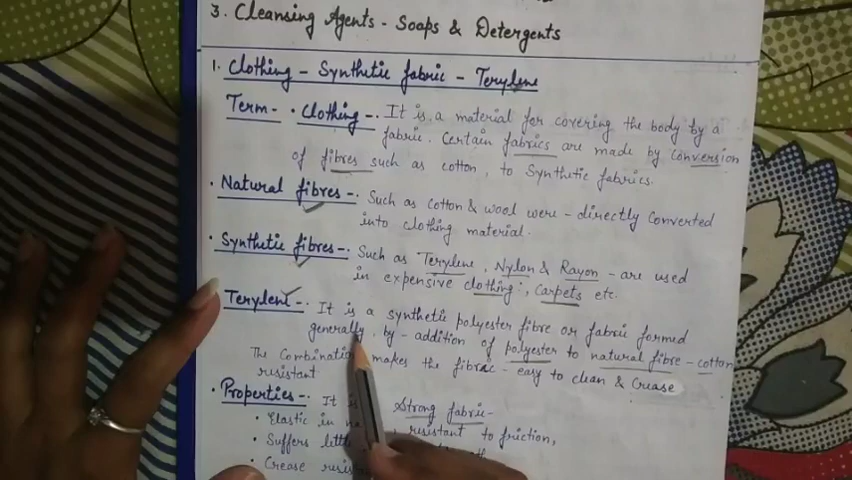 3. Cleansing Agents - Soaps & Detergents
1. Clothing - Synthetic fabric - Terylene
Term- • Clothing -. It is a material for covering the body by a
fabric. Certain fabrics are made by conversion
of fibres such as cotton, to Synthetic fabrics.
• Natural fibres -. Such as cotton & wool were - directly converted
into clothing material.
• Synthetic fibres -. Such as Terylene, Nylon & Rayon - are used
in expensive clothing, Carpets etc.
Terylene -. It is a synthetic polyester fibre or fabric formed
generally, by - addition of polyester to natural fibre - cotton
The Combination makes the fibric - easy to clean & Crease
resistant
• Properties -. It is Strong fabric -
• Elastic in resistant to friction,
• Suffers
• Crease